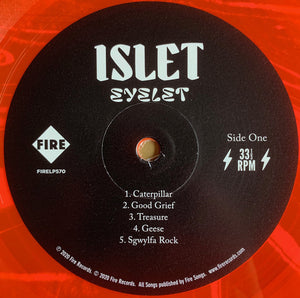 ISLET
EYELET
FIRE
FIRELP570
Side One
33⅓ RPM
1. Caterpillar
2. Good Grief
3. Treasure
4. Geese
5. Sgwylfa Rock
℗ 2020 Fire Records. © 2020 Fire Records. All Songs published by Fire Songs. www.firerecords.com